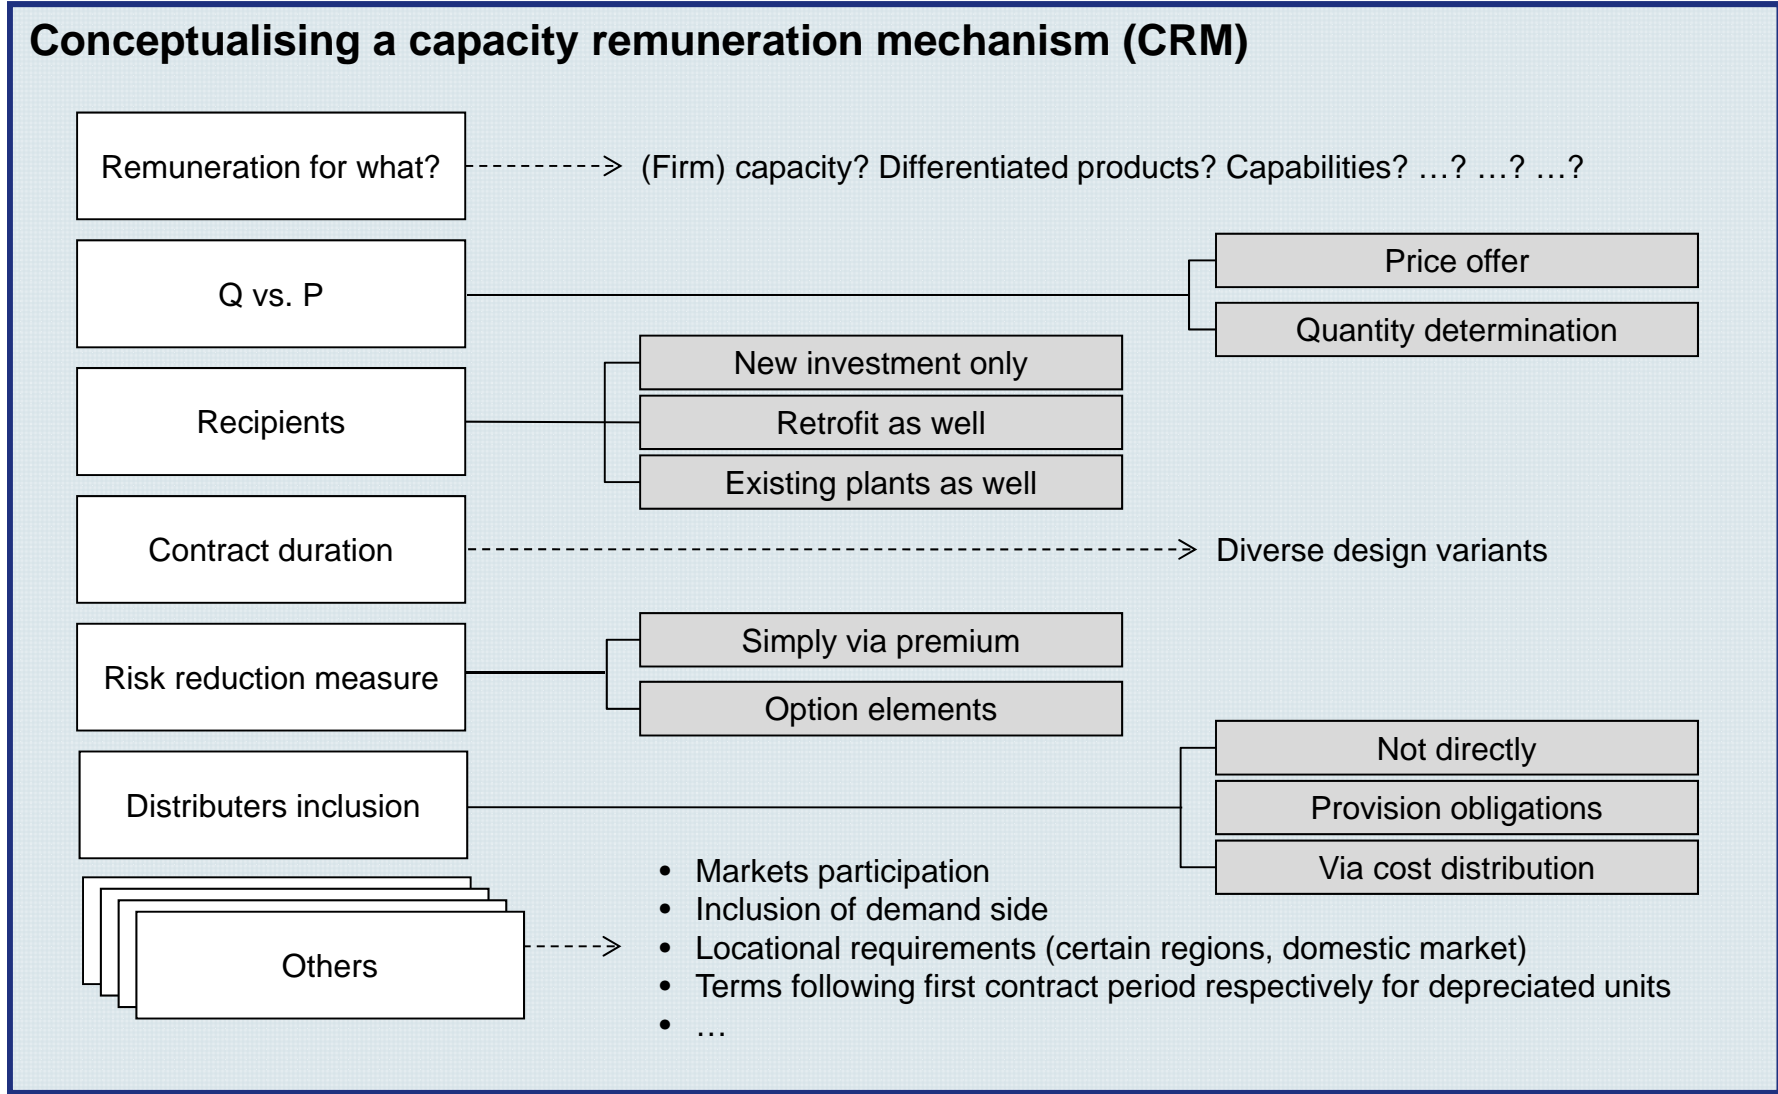 Conceptualising a capacity remuneration mechanism (CRM)
Remuneration for what?
(Firm) capacity? Differentiated products? Capabilities? …? …? …?
Q vs. P
Price offer
Quantity determination
Recipients
New investment only
Retrofit as well
Existing plants as well
Contract duration
Diverse design variants
Risk reduction measure
Simply via premium
Option elements
Distributers inclusion
Not directly
Provision obligations
Via cost distribution
Others
• Markets participation
• Inclusion of demand side
• Locational requirements (certain regions, domestic market)
• Terms following first contract period respectively for depreciated units
• …